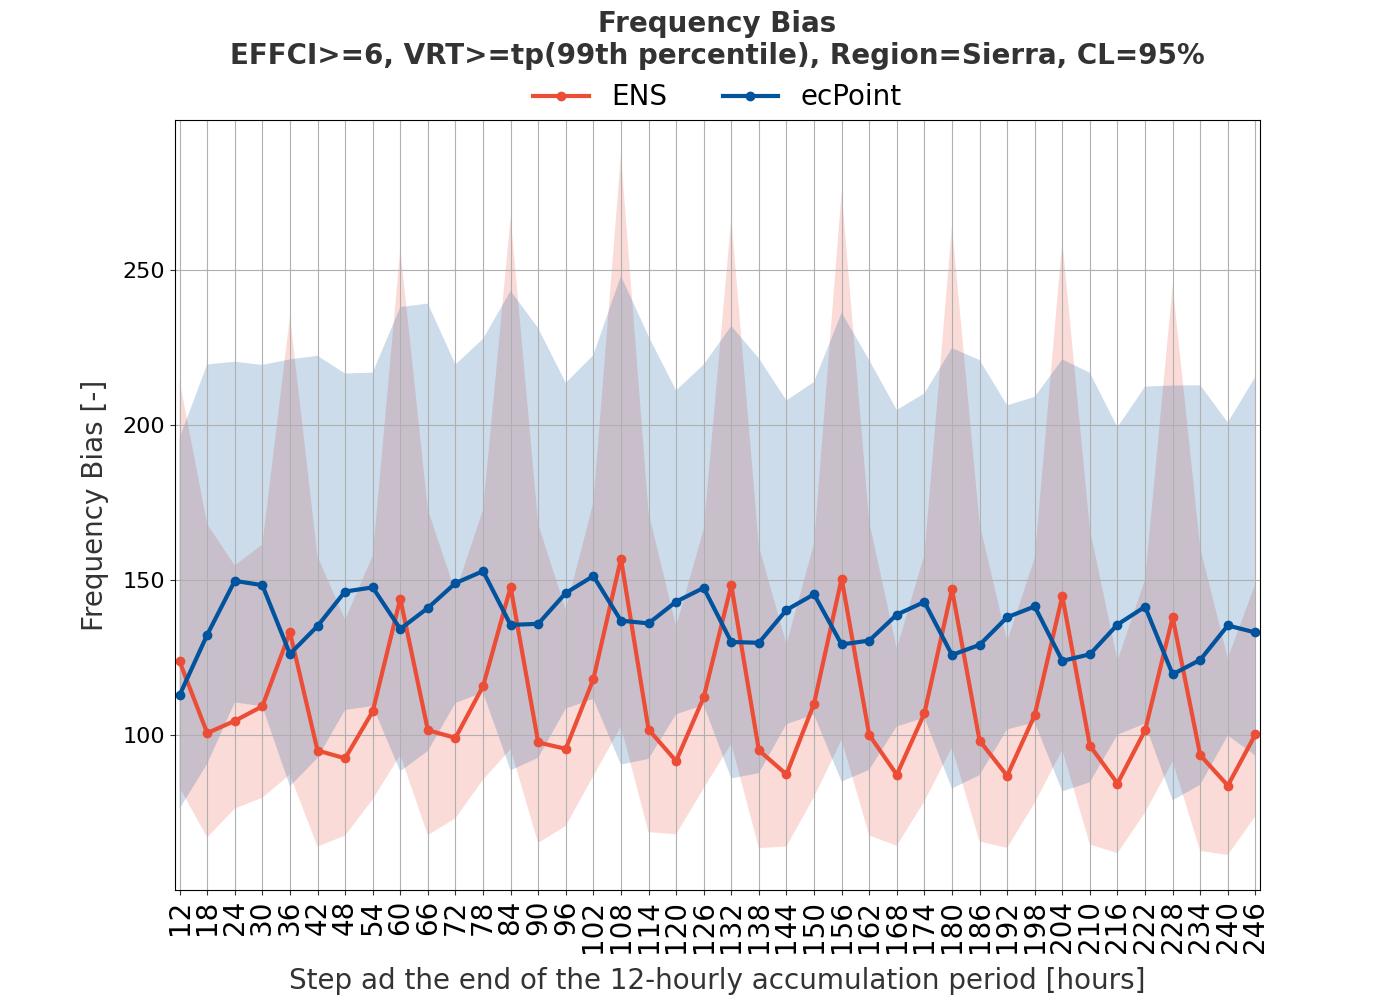 Frequency Bias
EFFCI>=6, VRT>=tp(99th percentile), Region=Sierra, CL=95%
ENS ecPoint
250
200
150
100
Frequency Bias [-]
12 18 24 30 36 42 48 54 60 66 72 78 84 90 96 102 108 114 120 126 132 138 144 150 156 162 168 174 180 186 192 198 204 210 216 222 228 234 240 246
Step ad the end of the 12-hourly accumulation period [hours]